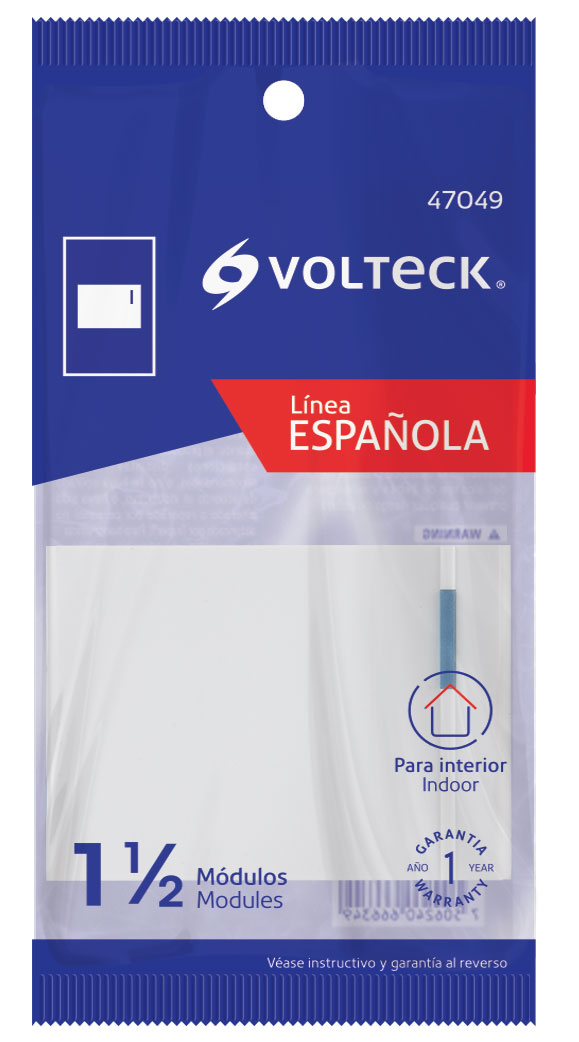 47049
VOLTECK®
Línea
ESPAÑOLA
WARNING
Para interior
Indoor
GARANTIA
AÑO 1 YEAR
WARRANTY
1 ½ Módulos
Modules
Véase instructivo y garantía al reverso